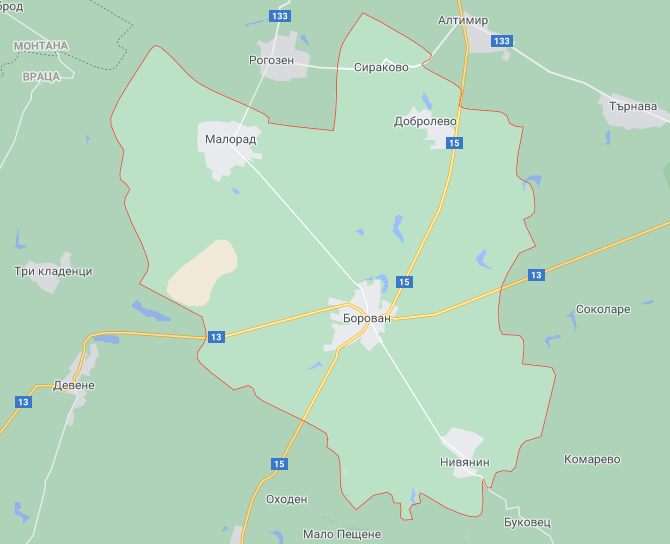 брод
133
Алтимир
МОНТАНА
133
Рогозен
Сираково
ВРАЦА
Търнава
Добролево
Малорад
15
Три кладенци
13
15
Соколаре
Борован
13
Девене
13
Нивянин
Комарево
15
Оходен
Буковец
Мало Пещене